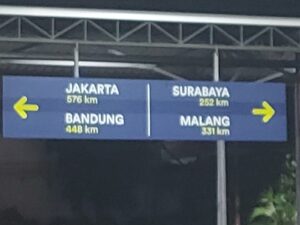 JAKARTA
576 km
BANDUNG
448 km
SURABAYA
252 km
MALANG
331 km